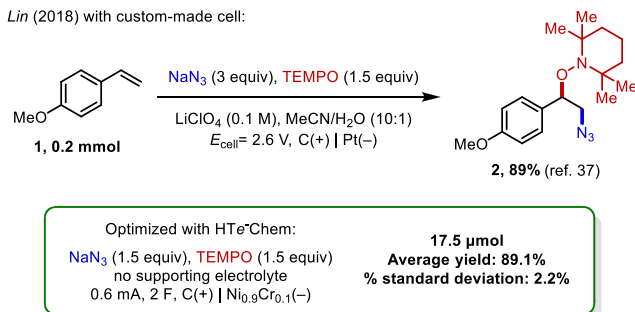 Lin (2018) with custom-made cell:
NaN3 (3 equiv), TEMPO (1.5 equiv)
LiClO4 (0.1 M), MeCN/H2O (10:1)
Ecell= 2.6 V, C(+) | Pt(–)
MeO
1, 0.2 mmol
Me
Me
N
O
Me
Me
N3
MeO
2, 89% (ref. 37)
Optimized with HTe-Chem:
NaN3 (1.5 equiv), TEMPO (1.5 equiv)
no supporting electrolyte
0.6 mA, 2 F, C(+) | Ni0.9Cr0.1(–)
17.5 µmol
Average yield: 89.1%
% standard deviation: 2.2%